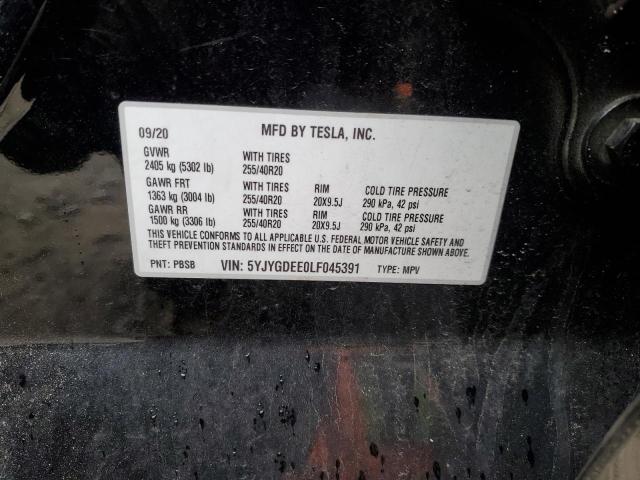 09/20 MFD BY TESLA, INC.
GVWR WITH TIRES
2405 kg (5302 lb) 255/40R20
GAWR FRT WITH TIRES RIM COLD TIRE PRESSURE
1363 kg (3004 lb) 255/40R20 20X9.5J 290 kPa, 42 psi
GAWR RR WITH TIRES RIM COLD TIRE PRESSURE
1500 kg (3306 lb) 255/40R20 20X9.5J 290 kPa, 42 psi
THIS VEHICLE CONFORMS TO ALL APPLICABLE U.S. FEDERAL MOTOR VEHICLE SAFETY AND
THEFT PREVENTION STANDARDS IN EFFECT ON THE DATE OF MANUFACTURE SHOWN ABOVE.
PNT: PBSB VIN: 5YJYGDEE0LF045391 TYPE: MPV